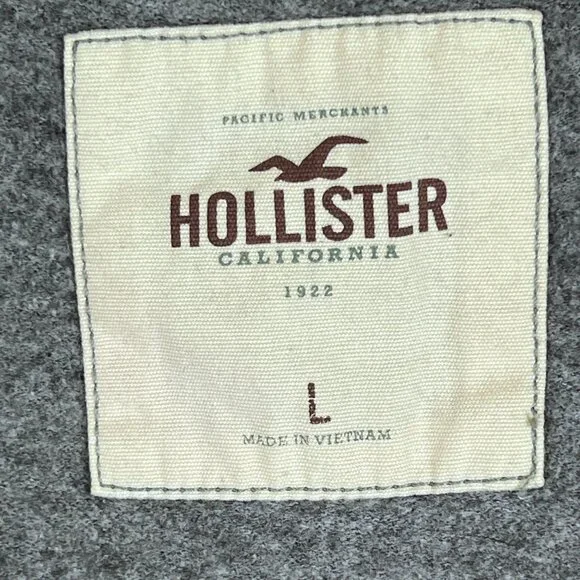 PACIFIC MERCHANTS
HOLLISTER
CALIFORNIA
1922
L
MADE IN VIETNAM